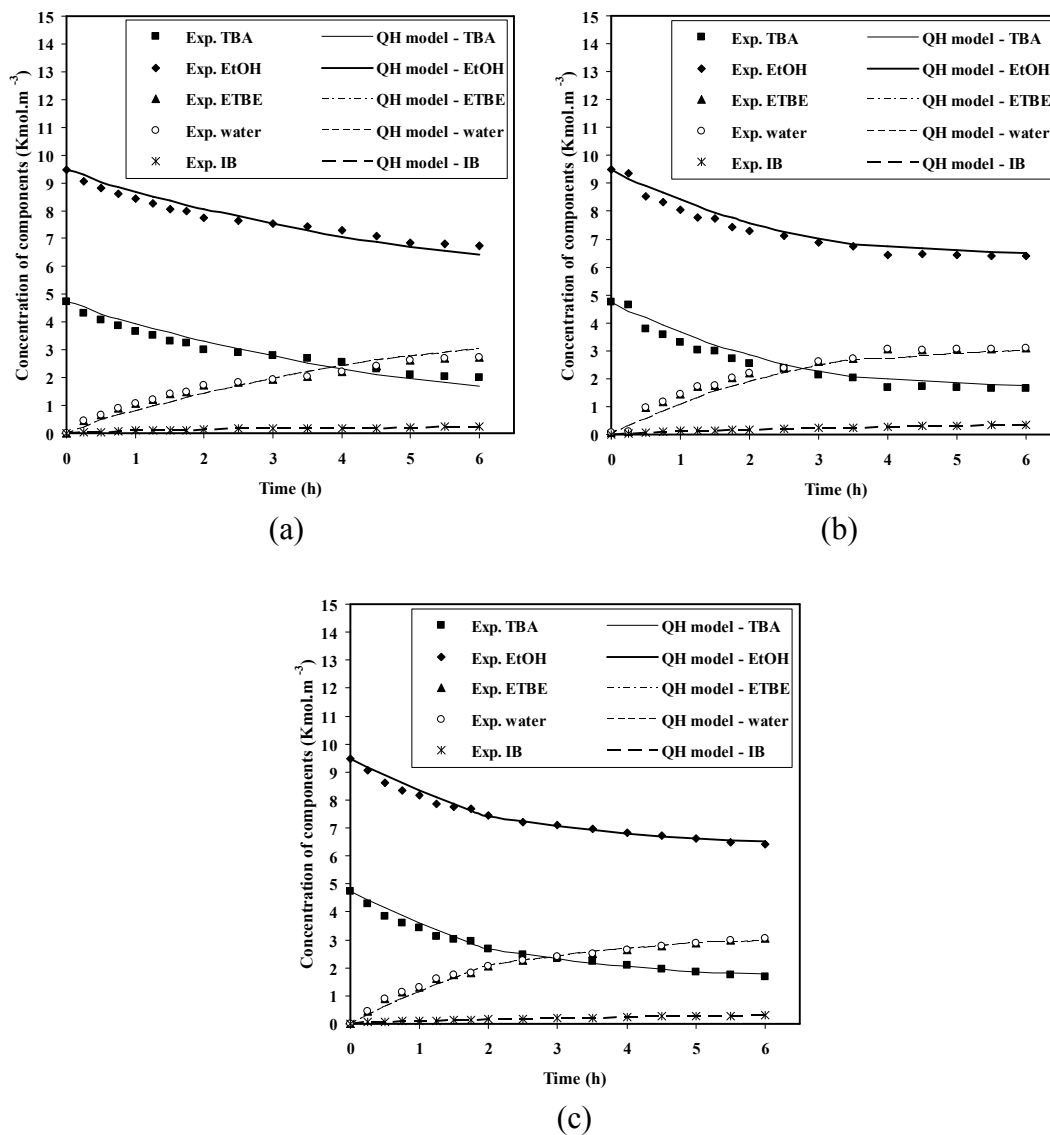 15
14
13
12
11
10
9
8
7
6
5
4
3
2
1
0
Concentration of components (Kmol.m -3)
Exp. TBA QH model - TBA
Exp. EtOH QH model - EtOH
Exp. ETBE QH model - ETBE
Exp. water QH model - water
Exp. IB QH model - IB
0 1 2 3 4 5 6
Time (h)
(a)
15
14
13
12
11
10
9
8
7
6
5
4
3
2
1
0
Concentration of components (Kmol.m -3)
Exp. TBA QH model - TBA
Exp. EtOH QH model - EtOH
Exp. ETBE QH model - ETBE
Exp. water QH model - water
Exp. IB QH model - IB
0 1 2 3 4 5 6
Time (h)
(b)
15
14
13
12
11
10
9
8
7
6
5
4
3
2
1
0
Concentration of components (Kmol.m -3)
Exp. TBA QH model - TBA
Exp. EtOH QH model - EtOH
Exp. ETBE QH model - ETBE
Exp. water QH model - water
Exp. IB QH model - IB
0 1 2 3 4 5 6
Time (h)
(c)